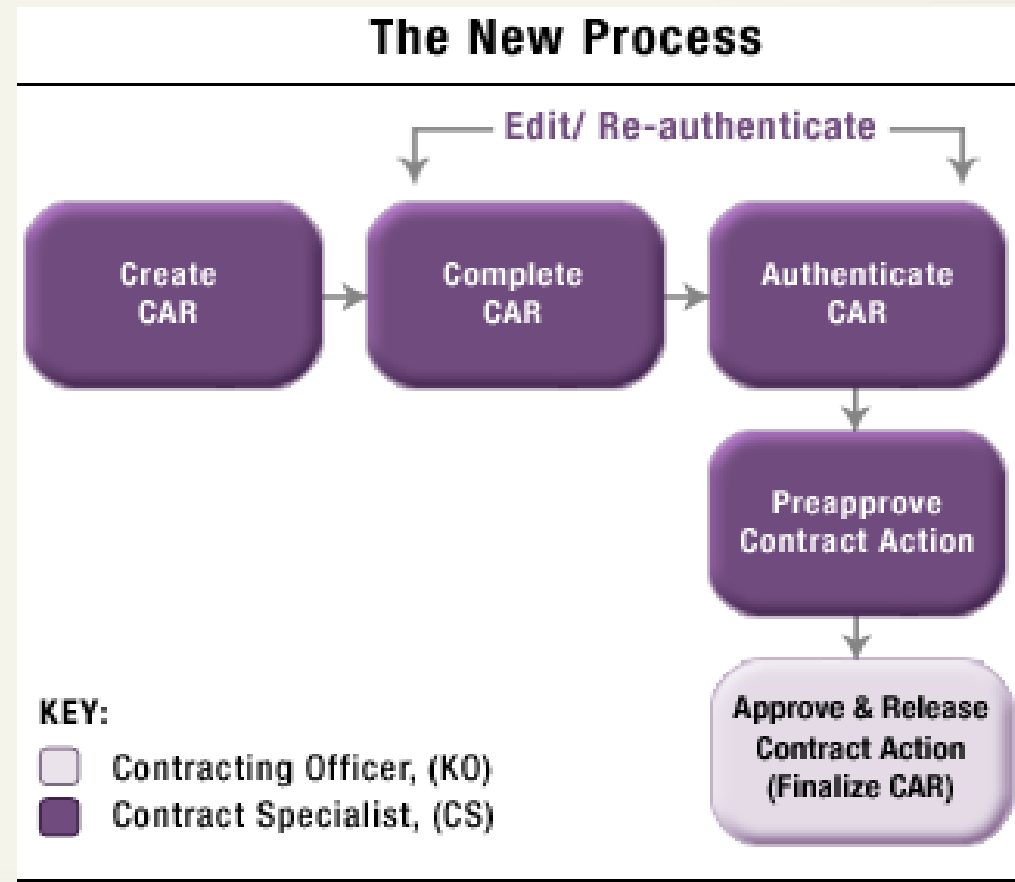 The New Process
Edit/ Re-authenticate
Create
CAR
Complete
CAR
Authenticate
CAR
Preapprove
Contract Action
Approve & Release
Contract Action
(Finalize CAR)
KEY:
Contracting Officer, (KO)
Contract Specialist, (CS)